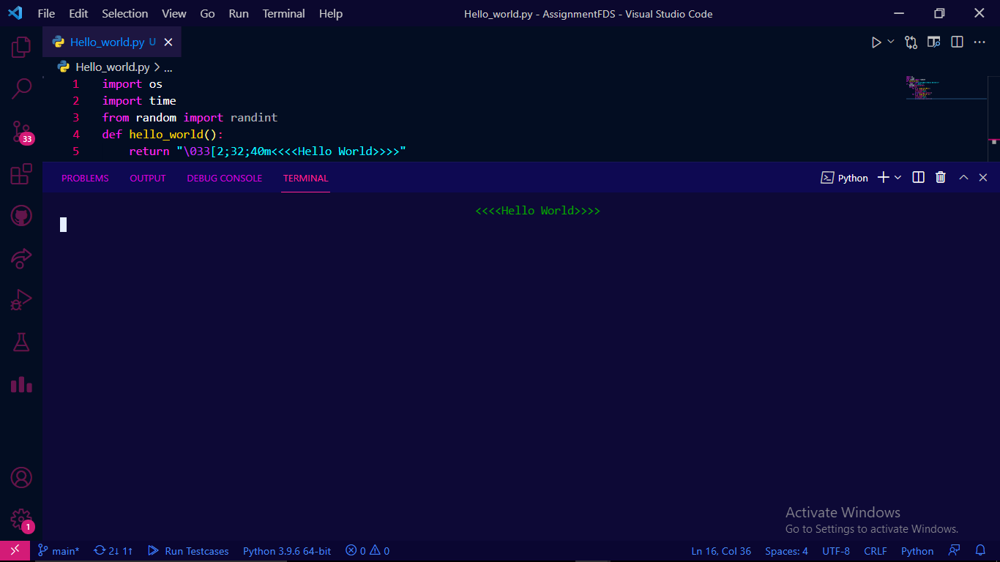 File Edit Selection View Go Run Terminal Help Hello_world.py - AssignmentFDS - Visual Studio Code
Hello_world.py U
Hello_world.py > ...
1 import os
2 import time
3 from random import randint
4 def hello_world():
5 return "\033[2;32;40m<<<<Hello World>>>>"
33
PROBLEMS OUTPUT DEBUG CONSOLE TERMINAL Python
<<<<Hello World>>>>
Activate Windows
Go to Settings to activate Windows.
1
main* 2↓ 1↑ Run Testcases Python 3.9.6 64-bit 0 0 Ln 16, Col 36 Spaces: 4 UTF-8 CRLF Python